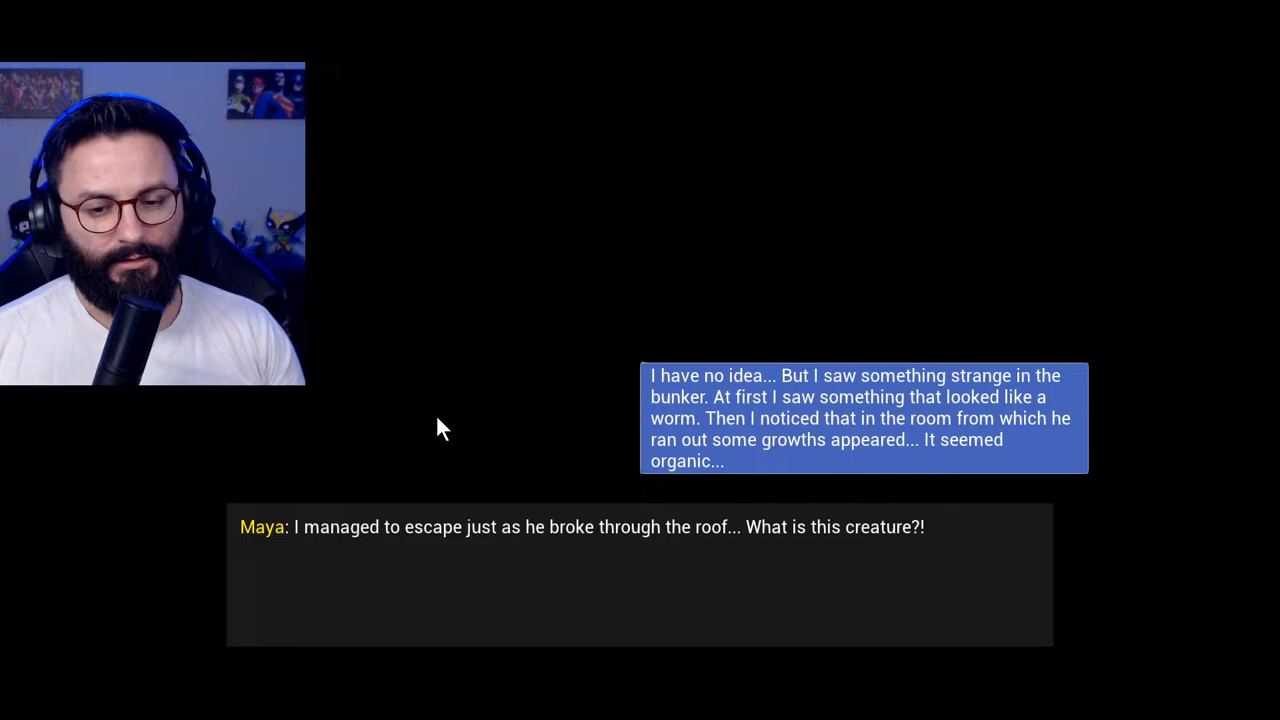 I have no idea... But I saw something strange in the
bunker. At first I saw something that looked like a
worm. Then I noticed that in the room from which he
ran out some growths appeared... It seemed
organic...
Maya: I managed to escape just as he broke through the roof... What is this creature?!